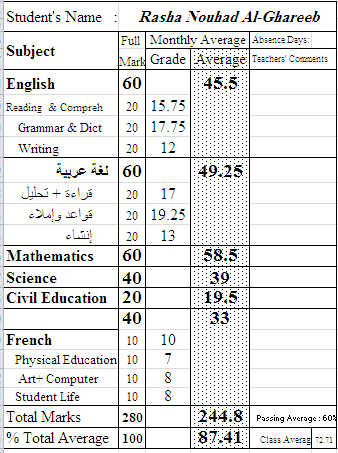 Student's Name : Rasha Nouhad Al-Ghareeb
Subject Full Mark Monthly Average Absence Days:
Grade Average Teachers' Comments
English 60 45.5
Reading & Compreh 20 15.75
Grammar & Dict 20 17.75
Writing 20 12
لغة عربية 60 49.25
قراءة + تحليل 20 17
قواعد وإملاء 20 19.25
إنشاء 20 13
Mathematics 60 58.5
Science 40 39
Civil Education 20 19.5
40 33
French 10 10
Physical Education 10 7
Art+ Computer 10 8
Student Life 10 8
Total Marks 280 244.8 Passing Average : 60%
% Total Average 100 87.41 Class Averag 72.71